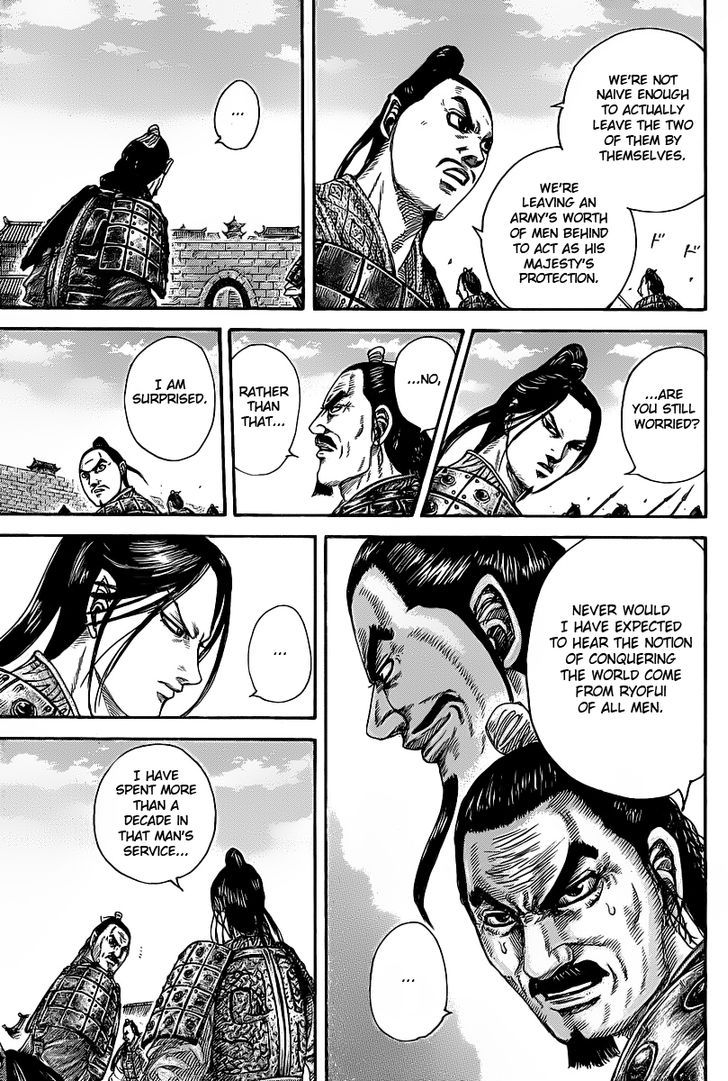 WE'RE NOT
NAIVE ENOUGH
TO ACTUALLY
LEAVE THE TWO
OF THEM BY
THEMSELVES.
WE'RE
LEAVING AN
ARMY'S WORTH
OF MEN BEHIND
TO ACT AS HIS
MAJESTY'S
PROTECTION.
ド
ド
...
...ARE
YOU STILL
WORRIED?
...NO,
RATHER
THAN
THAT...
I AM
SURPRISED.
NEVER WOULD
I HAVE EXPECTED
TO HEAR THE NOTION
OF CONQUERING
THE WORLD COME
FROM RYOFUI
OF ALL MEN.
...
...
I HAVE
SPENT MORE
THAN A
DECADE IN
THAT MAN'S
SERVICE...